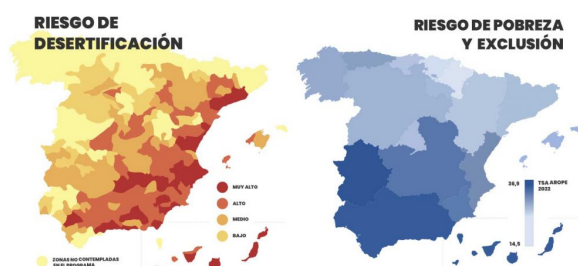 RIESGO DE
DESERTIFICACIÓN
MUY ALTO
ALTO
MEDIO
BAJO
ZONAS NO CONTEMPLADAS
EN EL PROGRAMA
RIESGO DE POBREZA
Y EXCLUSIÓN
36,9
TSA AROPE
2022
14,5